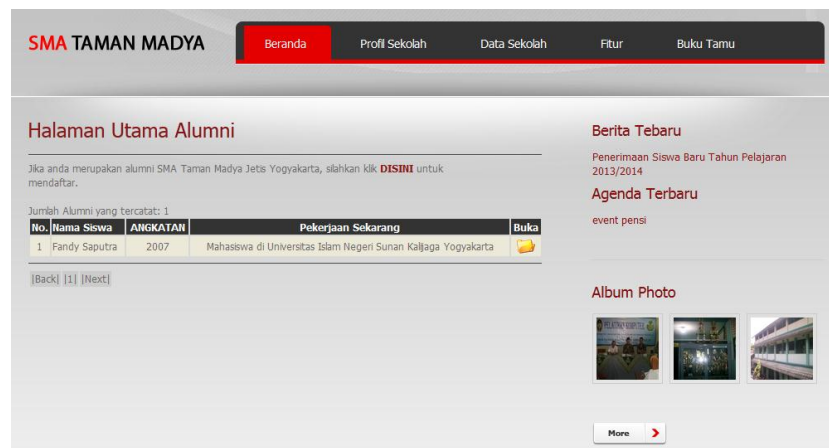 SMA TAMAN MADYA
Beranda
Profil Sekolah
Data Sekolah
Fitur
Buku Tamu
Halaman Utama Alumni
Jika anda merupakan alumni SMA Taman Madya Jetis Yogyakarta, silahkan klik DISINI untuk
mendaftar.
Jumlah Alumni yang tercatat: 1
No. Nama Siswa ANGKATAN Pekerjaan Sekarang Buka
1 Fandy Saputra 2007 Mahasiswa di Universitas Islam Negeri Sunan Kalijaga Yogyakarta
|Back| |1| |Next|
Berita Tebaru
Penerimaan Siswa Baru Tahun Pelajaran
2013/2014
Agenda Terbaru
event pensi
Album Photo
PELATIHAN KOMPUTER
More